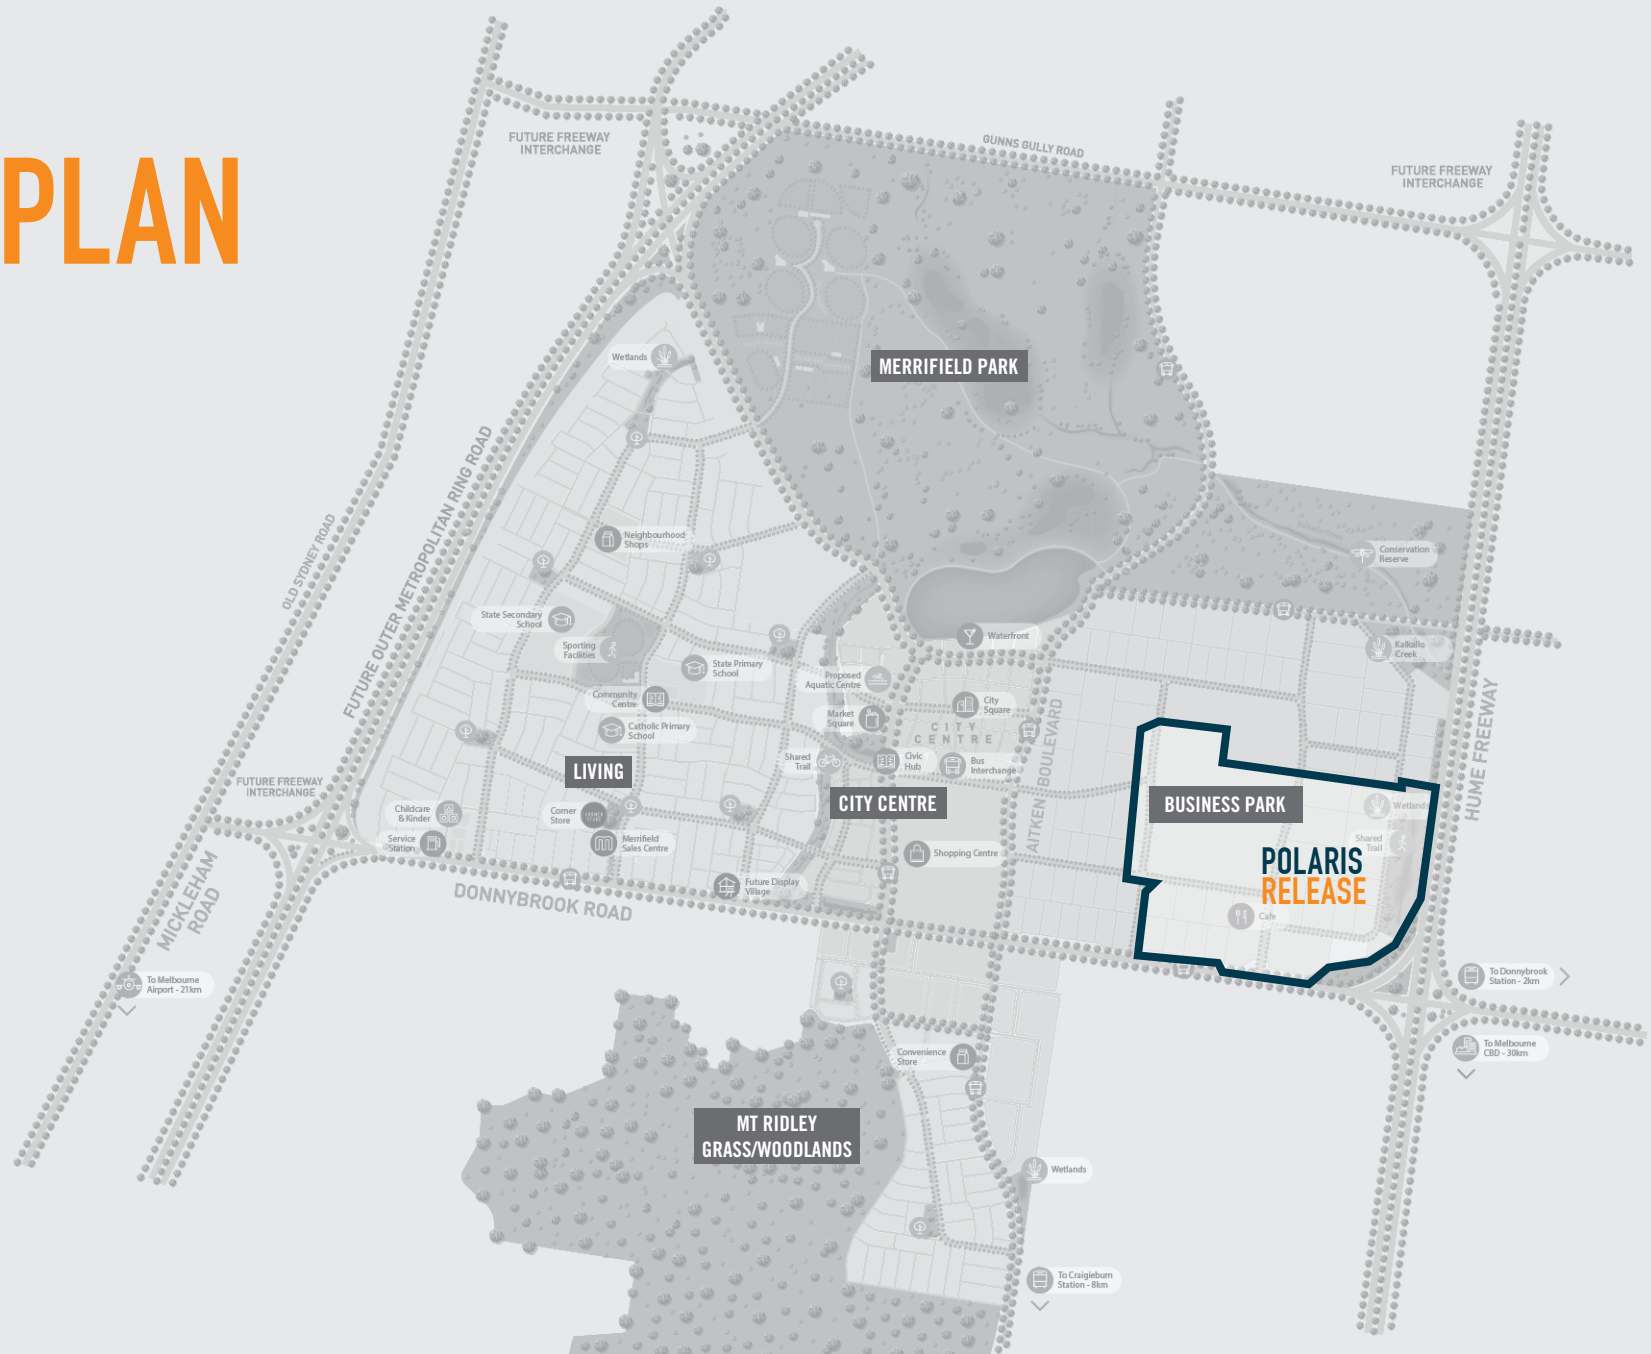 PLAN
FUTURE FREEWAY
INTERCHANGE
GUNNS GULLY ROAD
FUTURE FREEWAY
INTERCHANGE
Wetlands
MERRIFIELD PARK
OLD SYDNEY ROAD
FUTURE OUTER METROPOLITAN RING ROAD
Neighbourhood
Shops
Conservation
Reserve
State Secondary
School
Sporting
Facilities
State Primary
School
Waterfront
Kalkallo
Creek
Proposed
Aquatic Centre
Community
Centre
City
Square
Market
Square
Catholic Primary
School
CITY
CENTRE
AITKEN BOULEVARD
HUME FREEWAY
Shared
Trail
Civic
Hub
Bus
Interchange
LIVING
FUTURE FREEWAY
INTERCHANGE
CITY CENTRE
BUSINESS PARK
Wetlands
Childcare
& Kinder
Corner
Store
CORNER
STORE
Service
Station
Merrifield
Sales Centre
Shopping Centre
Shared
Trail
POLARIS
RELEASE
Future Display
Village
Cafe
MICKLEHAM
ROAD
DONNYBROOK ROAD
To Melbourne
Airport - 21km
To Donnybrook
Station - 2km
Convenience
Store
To Melbourne
CBD - 30km
MT RIDLEY
GRASS/WOODLANDS
Wetlands
To Craigieburn
Station - 8km